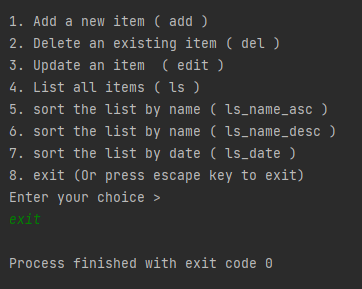 1. Add a new item ( add )
2. Delete an existing item ( del )
3. Update an item  ( edit )
4. List all items ( ls )
5. sort the list by name ( ls_name_asc )
6. sort the list by name ( ls_name_desc )
7. sort the list by date ( ls_date )
8. exit (Or press escape key to exit)
Enter your choice >
exit
Process finished with exit code 0